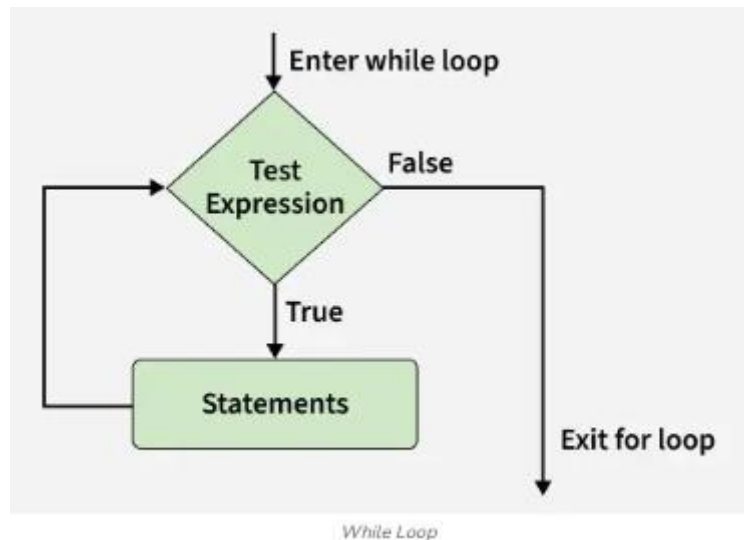 Enter while loop
Test
Expression
False
True
Statements
Exit for loop
While Loop